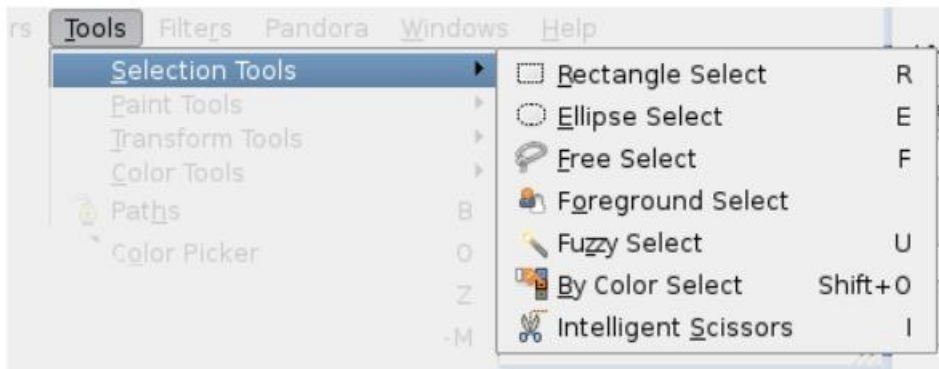 rs Tools Filters Pandora Windows Help
Selection Tools
Paint Tools
Transform Tools
Color Tools
Paths B
Color Picker O
Z
-M
Rectangle Select R
Ellipse Select E
Free Select F
Foreground Select
Fuzzy Select U
By Color Select Shift+O
Intelligent Scissors I